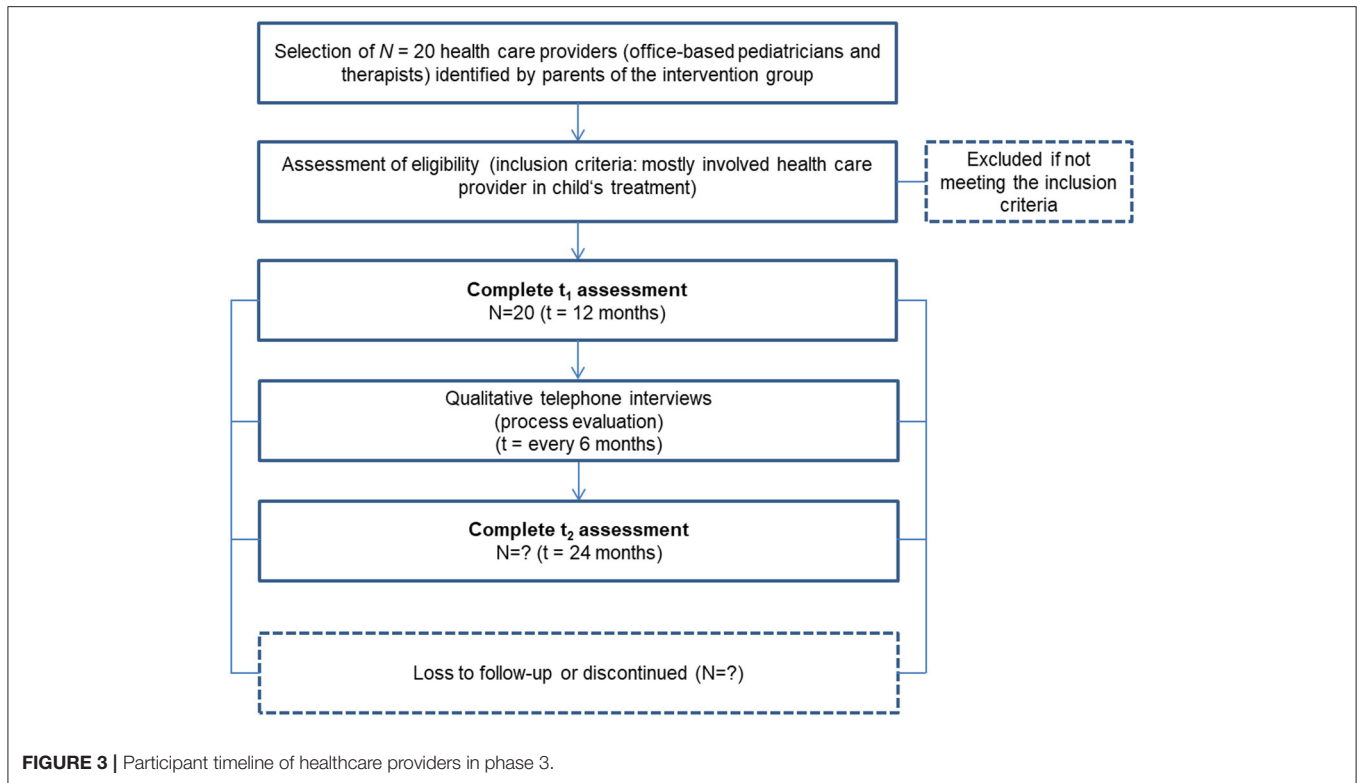 Selection of N = 20 health care providers (office-based pediatricians and
therapists) identified by parents of the intervention group
Assessment of eligibility (inclusion criteria: mostly involved health care
provider in child‘s treatment)
Excluded if not
meeting the inclusion
criteria
Complete t₁ assessment
N=20 (t = 12 months)
Qualitative telephone interviews
(process evaluation)
(t = every 6 months)
Complete t₂ assessment
N=? (t = 24 months)
Loss to follow-up or discontinued (N=?)
FIGURE 3 | Participant timeline of healthcare providers in phase 3.